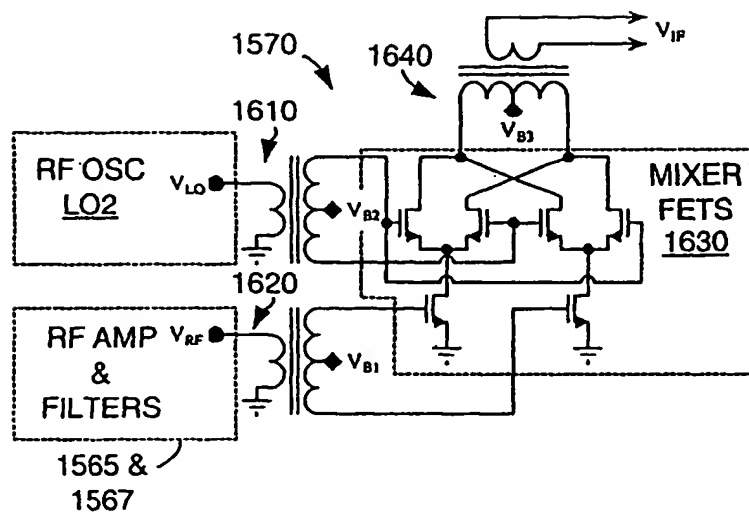 1570
1640
V_IF
V_B3
1610
RF OSC
LO2
V_LO
V_B2
MIXER
FETS
1630
1620
RF AMP
&
FILTERS
V_RF
V_B1
1565 &
1567